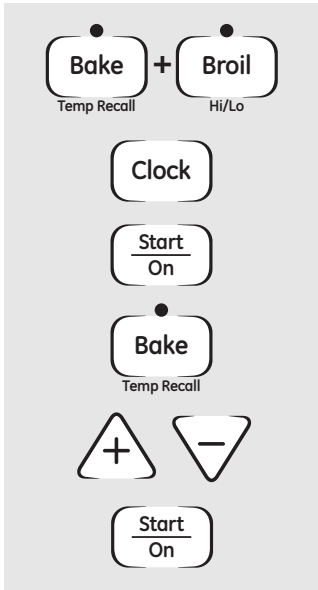 Bake + Broil
Temp Recall Hi/Lo
Clock
Start
On
Bake
Temp Recall
+ −
Start
On